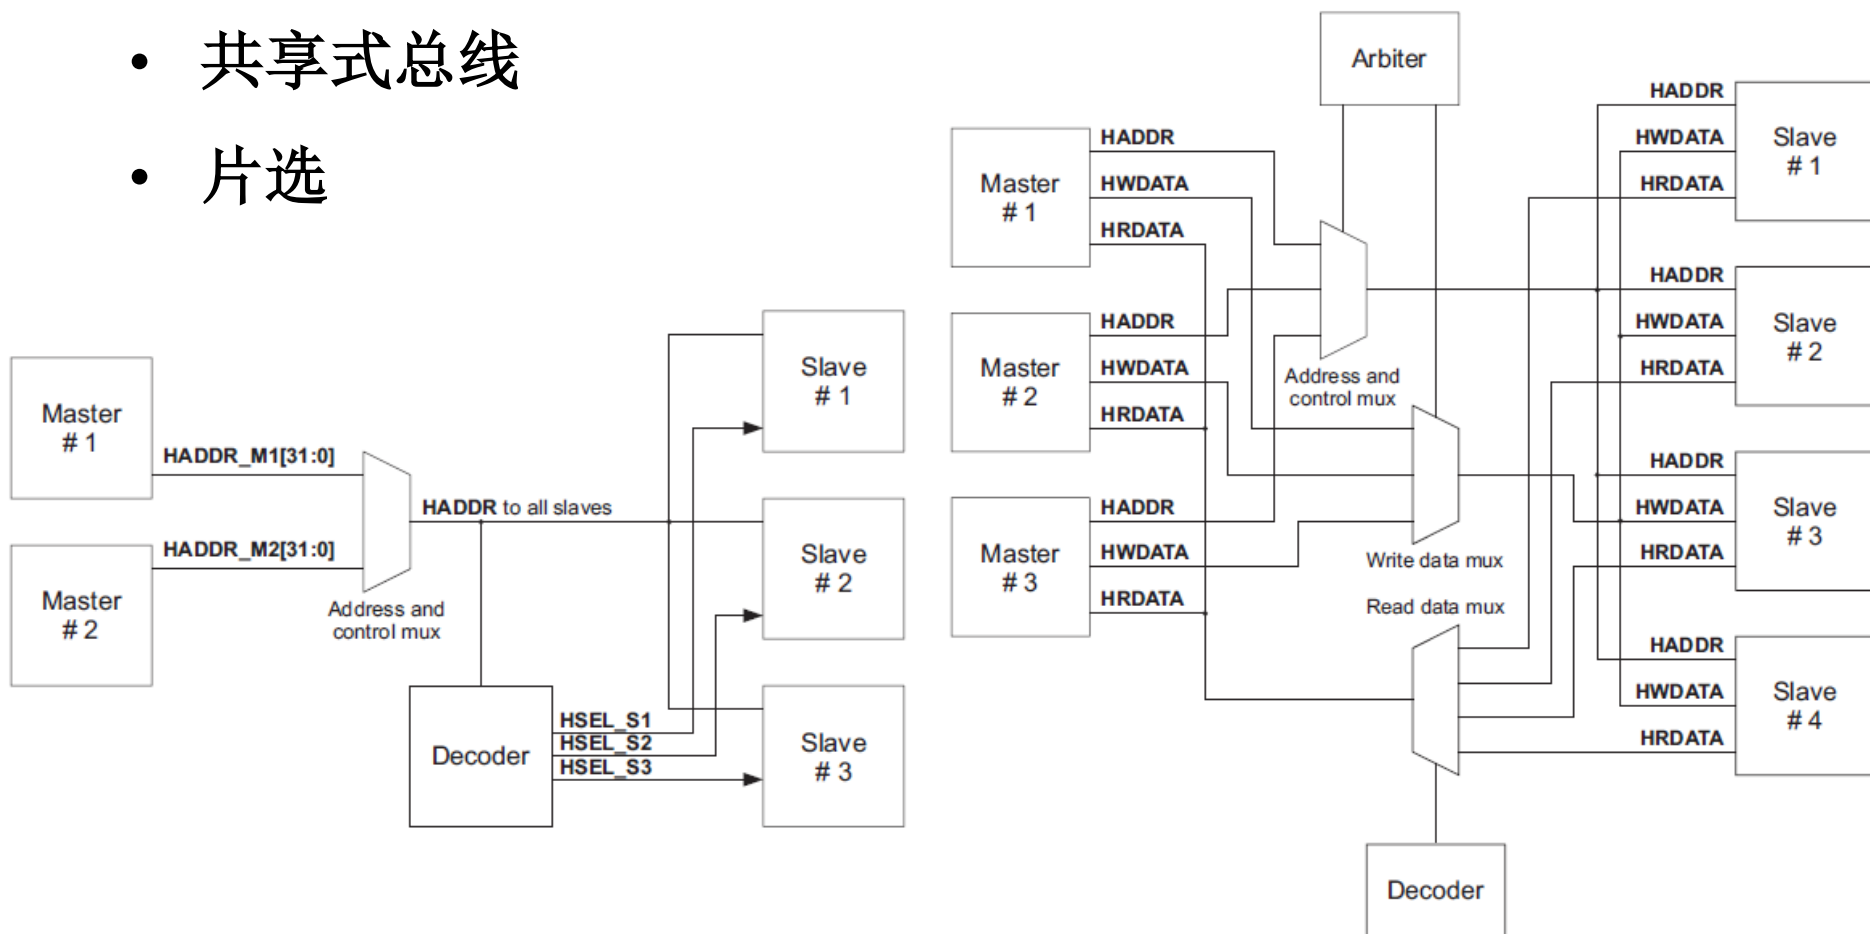 • 共享式总线
• 片选
Master
# 1
HADDR_M1[31:0]
Master
# 2
HADDR_M2[31:0]
Address and
control mux
HADDR to all slaves
Decoder
HSEL_S1
HSEL_S2
HSEL_S3
Slave
# 1
Slave
# 2
Slave
# 3
Arbiter
Master
# 1
HADDR
HWDATA
HRDATA
Master
# 2
HADDR
HWDATA
HRDATA
Master
# 3
HADDR
HWDATA
HRDATA
Address and
control mux
Write data mux
Read data mux
Decoder
HADDR
HWDATA
HRDATA
Slave
# 1
HADDR
HWDATA
HRDATA
Slave
# 2
HADDR
HWDATA
HRDATA
Slave
# 3
HADDR
HWDATA
HRDATA
Slave
# 4